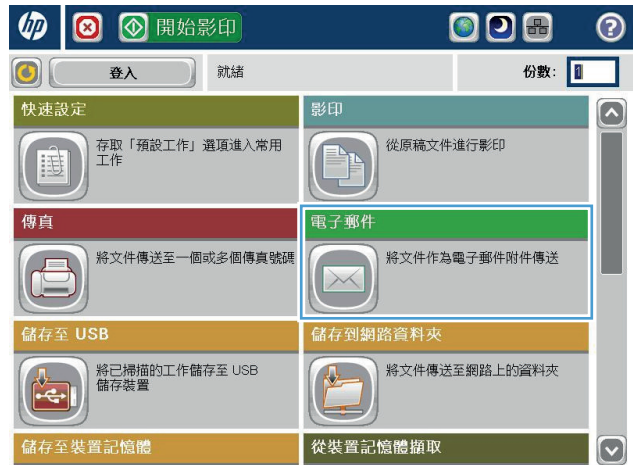 hp
開始影印
?
登入
就緒
份數:
1
快速設定
存取「預設工作」選項進入常用
工作
影印
從原稿文件進行影印
傳真
將文件傳送至一個或多個傳真號碼
電子郵件
將文件作為電子郵件附件傳送
儲存至 USB
將已掃描的工作儲存至 USB
儲存裝置
儲存到網路資料夾
將文件傳送至網路上的資料夾
儲存至裝置記憶體
從裝置記憶體擷取